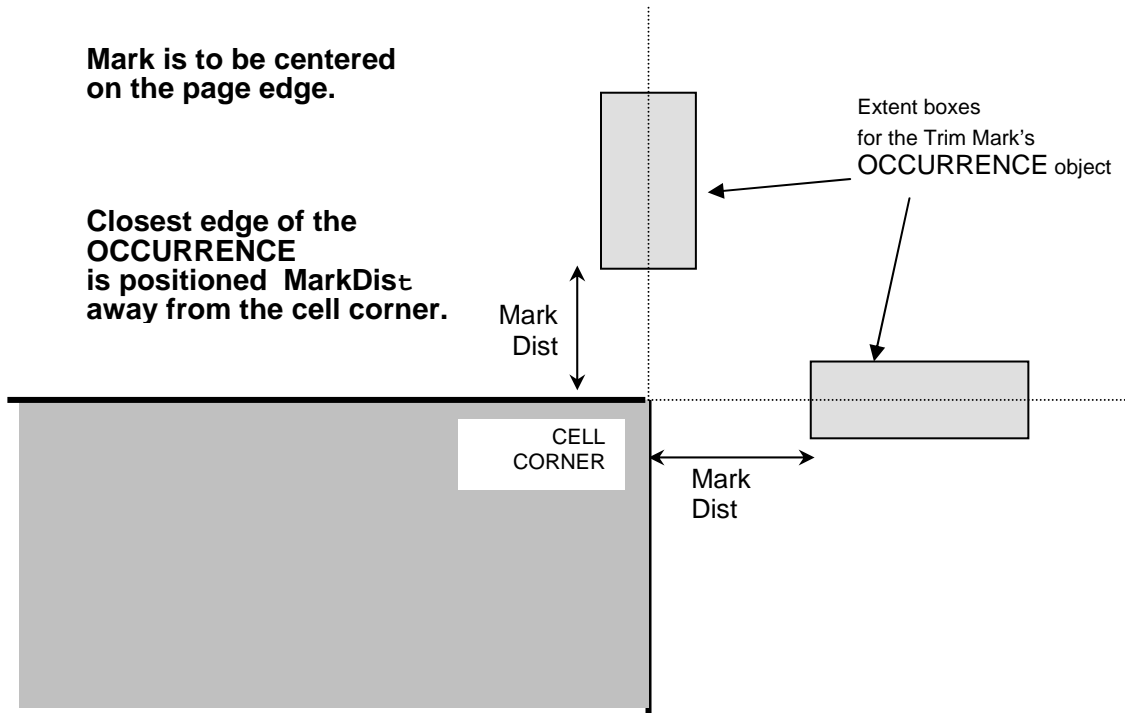 Mark is to be centered
on the page edge.
Extent boxes
for the Trim Mark's
OCCURRENCE object
Closest edge of the
OCCURRENCE
is positioned MarkDist
away from the cell corner.
Mark
Dist
CELL
CORNER
Mark
Dist